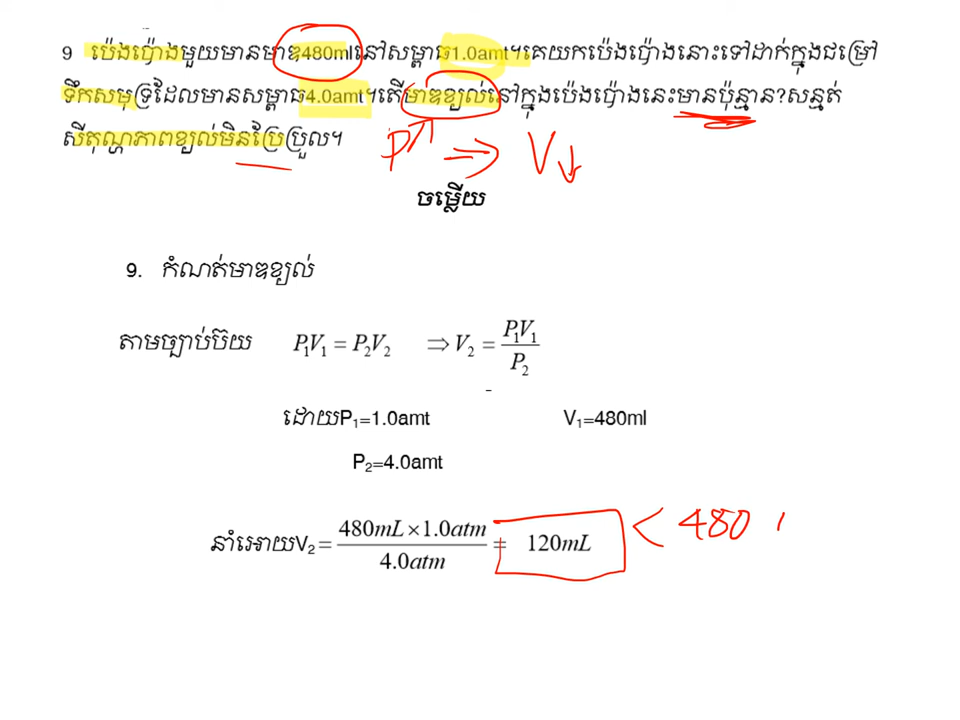 9 ប៉េងប៉ោងមួយមានមាឌ480mlនៅសម្ពាធ1.0amt។គេយកប៉េងប៉ោងនោះទៅដាក់ក្នុងជម្រៅ
ទឹកសមុទ្រដែលមានសម្ពាធ4.0amt។តើមាឌខ្យល់នៅក្នុងប៉េងប៉ោងនេះមានប៉ុន្មាន?សន្មត់
សីតុណ្ហភាពខ្យល់មិនប្រែប្រួល។
P↗ ⇒ V↓
ចម្លើយ
9. កំណត់មាឌខ្យល់
តាមច្បាប់ប៊យ P₁V₁ = P₂V₂ ⇒ V₂ = P₁V₁ / P₂
ដោយP₁=1.0amt V₁=480ml
P₂=4.0amt
នាំអោយV₂ = 480mL × 1.0atm / 4.0atm = 120mL < 480